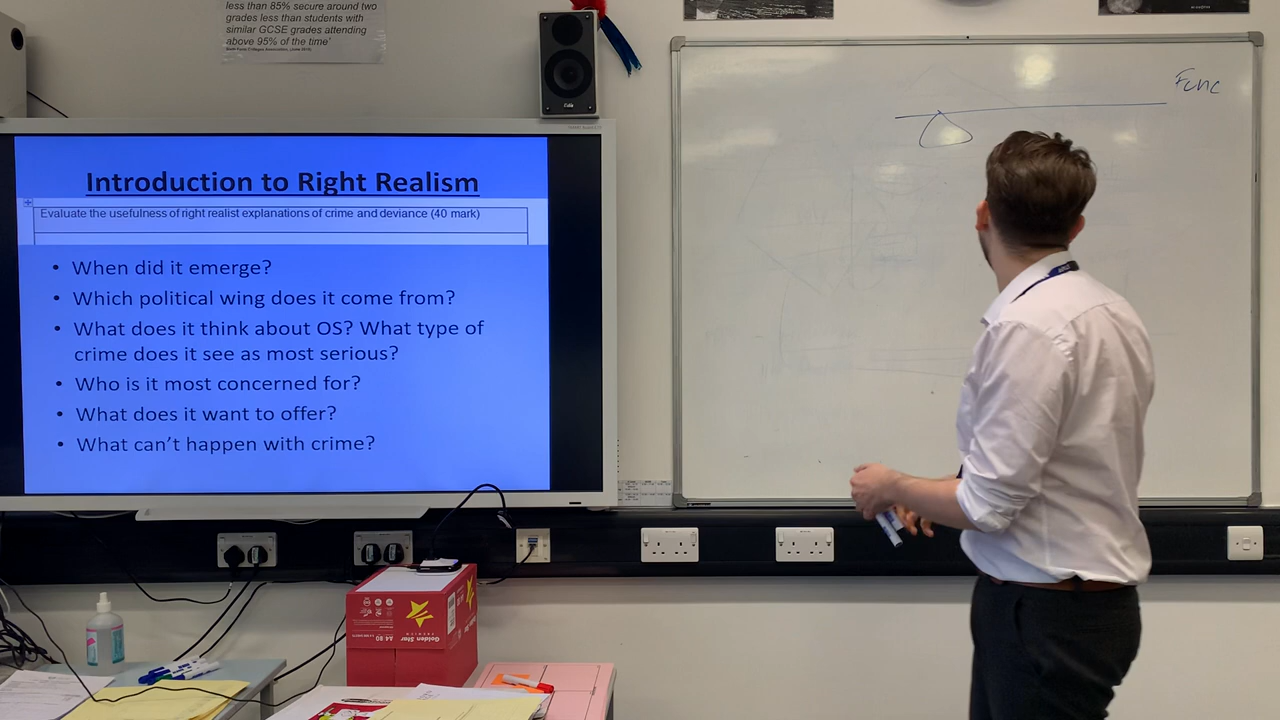 less than 85% secure around two
grades less than students with
similar GCSE grades attending
above 95% of the time'
Introduction to Right Realism
Evaluate the usefulness of right realist explanations of crime and deviance (40 mark)
• When did it emerge?
• Which political wing does it come from?
• What does it think about OS? What type of
crime does it see as most serious?
• Who is it most concerned for?
• What does it want to offer?
• What can't happen with crime?
Func
Golden Star
A4 80